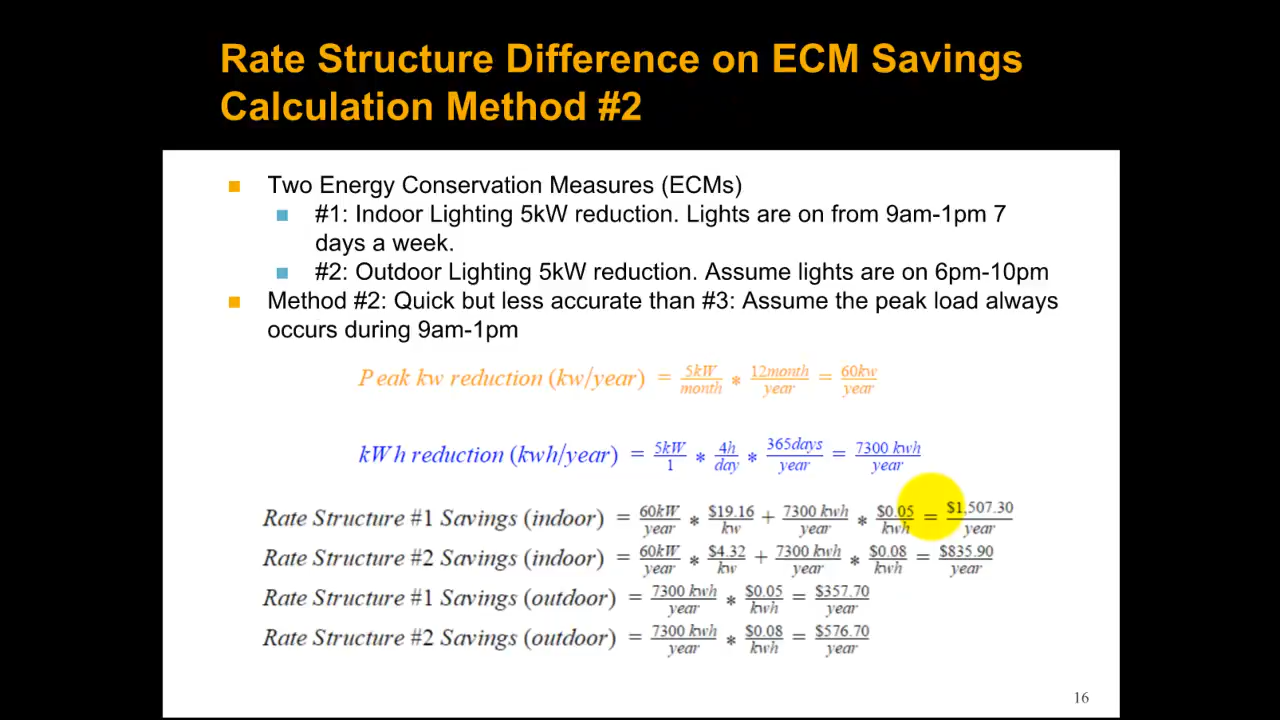 Rate Structure Difference on ECM Savings
Calculation Method #2
Two Energy Conservation Measures (ECMs)
#1: Indoor Lighting 5kW reduction. Lights are on from 9am-1pm 7
days a week.
#2: Outdoor Lighting 5kW reduction. Assume lights are on 6pm-10pm
Method #2: Quick but less accurate than #3: Assume the peak load always
occurs during 9am-1pm
Peak kw reduction (kw/year) = 5kW/month * 12month/year = 60kw/year
kWh reduction (kwh/year) = 5kW/1 * 4h/day * 365days/year = 7300 kwh/year
Rate Structure #1 Savings (indoor) = 60kW/year * $19.16/kw + 7300 kwh/year * $0.05/kwh = $1,507.30/year
Rate Structure #2 Savings (indoor) = 60kW/year * $4.32/kw + 7300 kwh/year * $0.08/kwh = $835.90/year
Rate Structure #1 Savings (outdoor) = 7300 kwh/year * $0.05/kwh = $357.70/year
Rate Structure #2 Savings (outdoor) = 7300 kwh/year * $0.08/kwh = $576.70/year
16